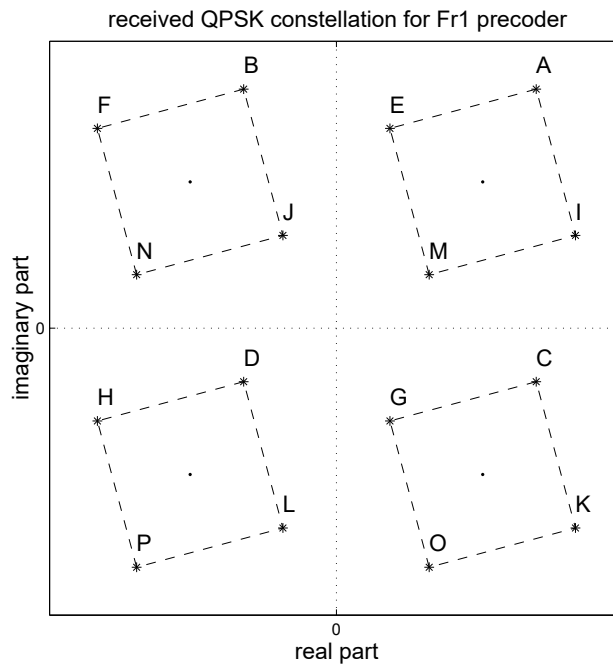 received QPSK constellation for Fr1 precoder
B
A
F
E
J
I
N
M
imaginary part
0
D
C
H
G
L
K
P
O
0
real part